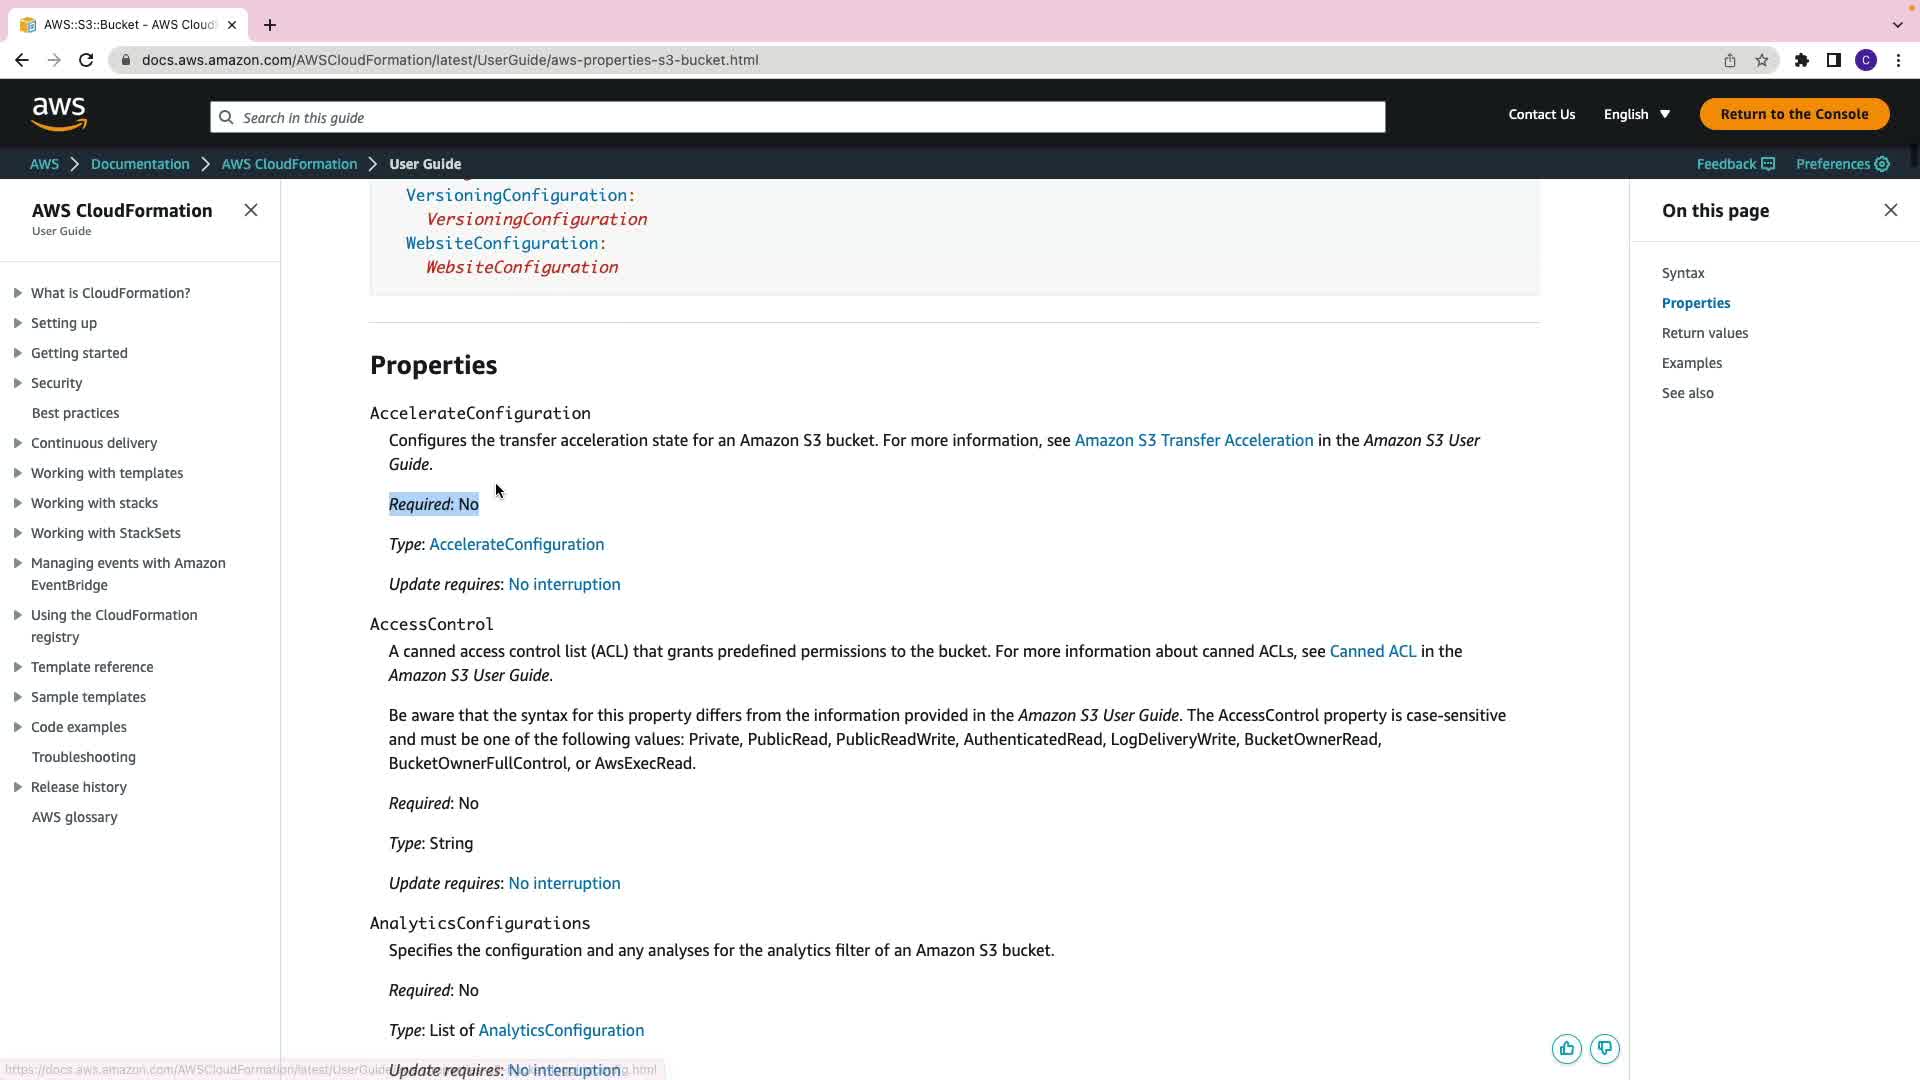 AWS::S3::Bucket - AWS Cloud
docs.aws.amazon.com/AWSCloudFormation/latest/UserGuide/aws-properties-s3-bucket.html
C
aws
Search in this guide
Contact Us
English
Return to the Console
AWS
Documentation
AWS CloudFormation
User Guide
Feedback
Preferences
AWS CloudFormation
User Guide
What is CloudFormation?
Setting up
Getting started
Security
Best practices
Continuous delivery
Working with templates
Working with stacks
Working with StackSets
Managing events with Amazon
EventBridge
Using the CloudFormation
registry
Template reference
Sample templates
Code examples
Troubleshooting
Release history
AWS glossary
VersioningConfiguration:
VersioningConfiguration
WebsiteConfiguration:
WebsiteConfiguration
Properties
AccelerateConfiguration
Configures the transfer acceleration state for an Amazon S3 bucket. For more information, see Amazon S3 Transfer Acceleration in the Amazon S3 User
Guide.
Required: No
Type: AccelerateConfiguration
Update requires: No interruption
AccessControl
A canned access control list (ACL) that grants predefined permissions to the bucket. For more information about canned ACLs, see Canned ACL in the
Amazon S3 User Guide.
Be aware that the syntax for this property differs from the information provided in the Amazon S3 User Guide. The AccessControl property is case-sensitive
and must be one of the following values: Private, PublicRead, PublicReadWrite, AuthenticatedRead, LogDeliveryWrite, BucketOwnerRead,
BucketOwnerFullControl, or AwsExecRead.
Required: No
Type: String
Update requires: No interruption
AnalyticsConfigurations
Specifies the configuration and any analyses for the analytics filter of an Amazon S3 bucket.
Required: No
Type: List of AnalyticsConfiguration
Update requires: No interruption
https://docs.aws.amazon.com/AWSCloudFormation/latest/UserGuide
On this page
Syntax
Properties
Return values
Examples
See also